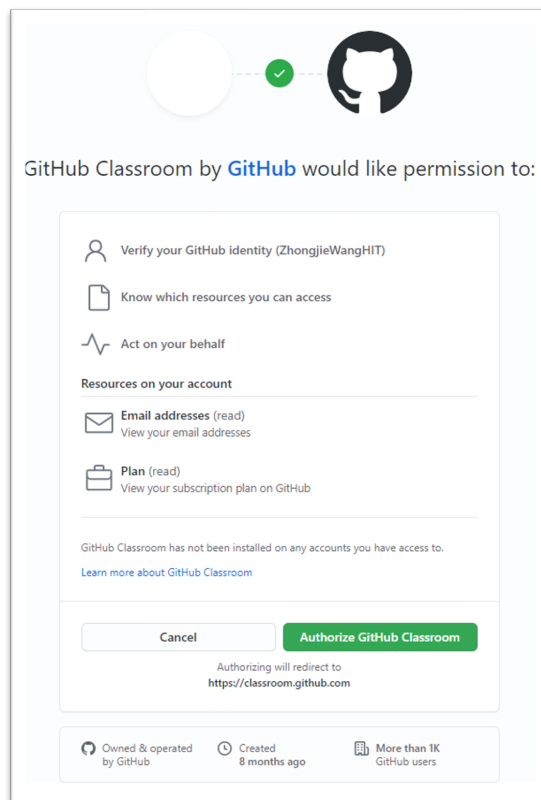 GitHub Classroom by GitHub would like permission to:
Verify your GitHub identity (ZhongjieWangHIT)
Know which resources you can access
Act on your behalf
Resources on your account
Email addresses (read)
View your email addresses
Plan (read)
View your subscription plan on GitHub
GitHub Classroom has not been installed on any accounts you have access to.
Learn more about GitHub Classroom
Cancel
Authorize GitHub Classroom
Authorizing will redirect to
https://classroom.github.com
Owned & operated
by GitHub
Created
8 months ago
More than 1K
GitHub users